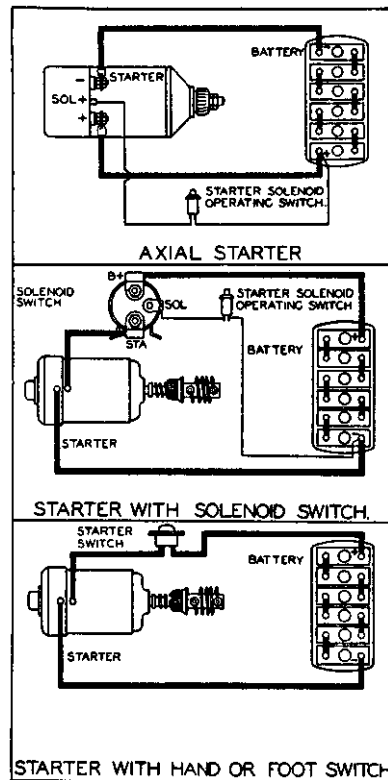 BATTERY
- STARTER
SOL +
+
STARTER SOLENOID
OPERATING SWITCH.
AXIAL STARTER
B+
SOLENOID
SWITCH
SOL
STARTER SOLENOID
OPERATING SWITCH
STA
BATTERY
STARTER
STARTER WITH SOLENOID SWITCH.
STARTER
SWITCH
BATTERY
STARTER
STARTER WITH HAND OR FOOT SWITCH